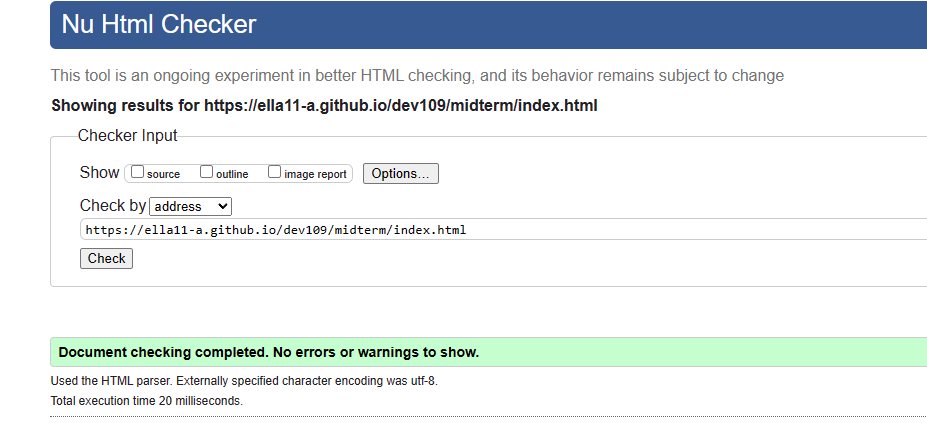 Nu Html Checker
This tool is an ongoing experiment in better HTML checking, and its behavior remains subject to change
Showing results for https://ella11-a.github.io/dev109/midterm/index.html
Checker Input
Show source outline image report Options...
Check by address
https://ella11-a.github.io/dev109/midterm/index.html
Check
Document checking completed. No errors or warnings to show.
Used the HTML parser. Externally specified character encoding was utf-8.
Total execution time 20 milliseconds.